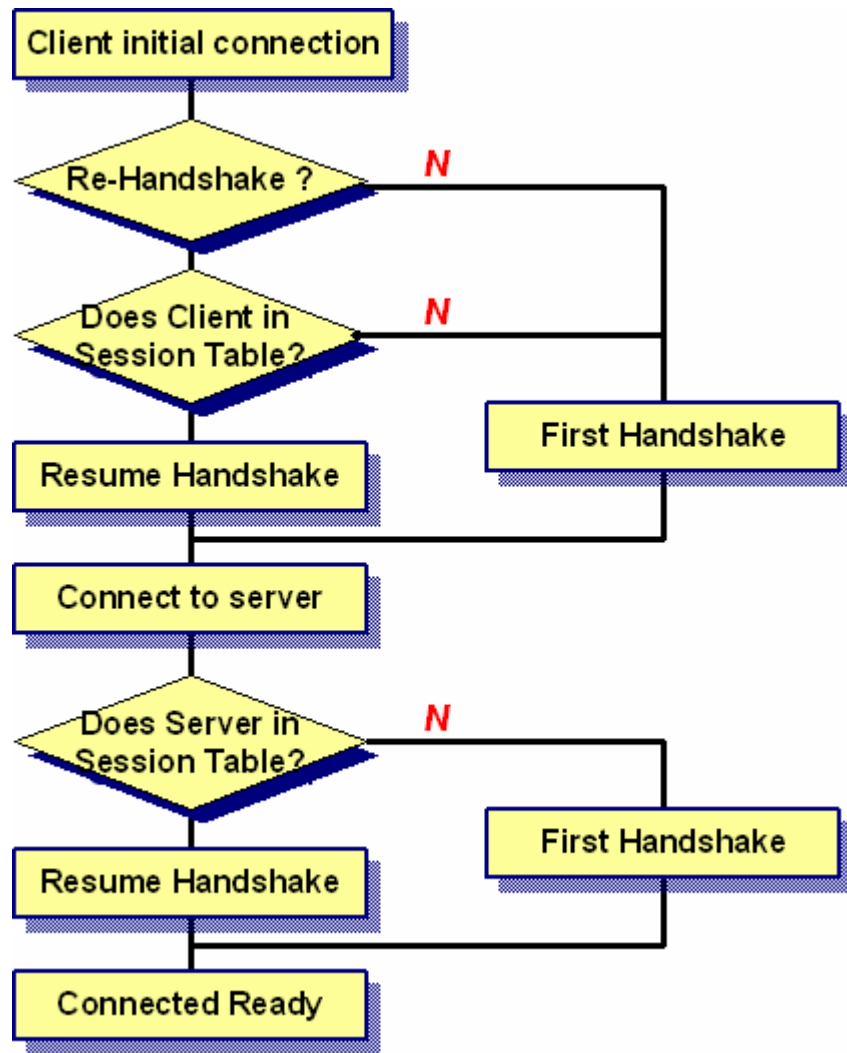 Client initial connection
Re-Handshake ?
N
Does Client in
Session Table?
N
First Handshake
Resume Handshake
Connect to server
Does Server in
Session Table?
N
First Handshake
Resume Handshake
Connected Ready